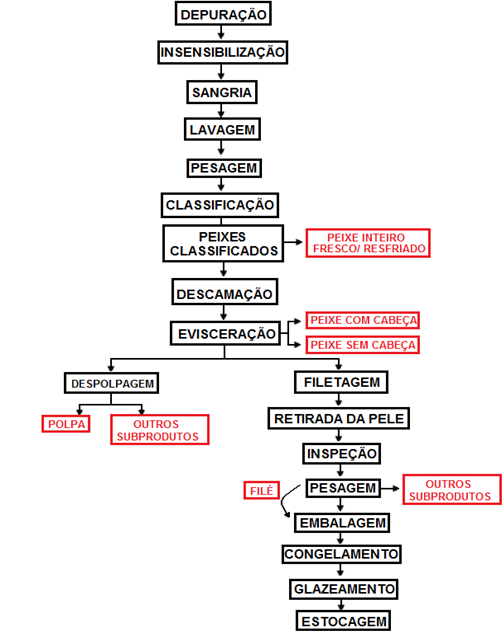 DEPURAÇÃO
INSENSIBILIZAÇÃO
SANGRIA
LAVAGEM
PESAGEM
CLASSIFICAÇÃO
PEIXES
CLASSIFICADOS
PEIXE INTEIRO
FRESCO/ RESFRIADO
DESCAMAÇÃO
EVISCERAÇÃO
PEIXE COM CABEÇA
PEIXE SEM CABEÇA
DESPOLPAGEM
POLPA
OUTROS
SUBPRODUTOS
FILETAGEM
RETIRADA DA PELE
INSPEÇÃO
PESAGEM
OUTROS
SUBPRODUTOS
FILÉ
EMBALAGEM
CONGELAMENTO
GLAZEAMENTO
ESTOCAGEM